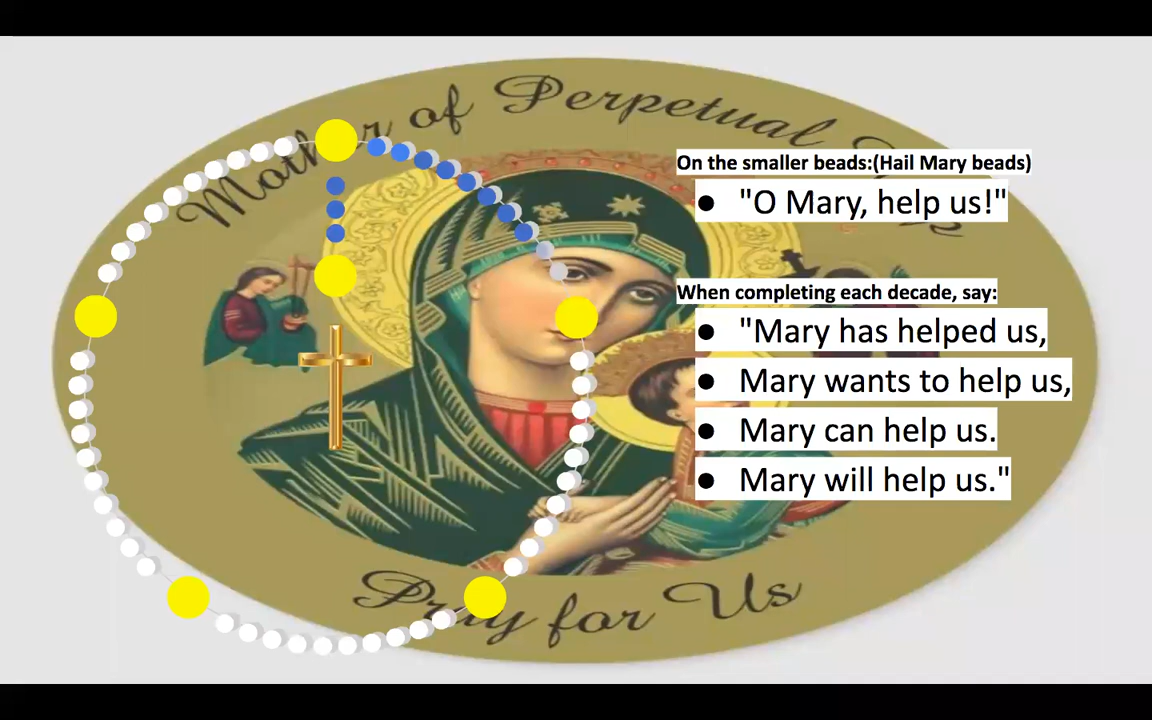 Mother of Perpetual
On the smaller beads:(Hail Mary beads)
● "O Mary, help us!"
When completing each decade, say:
● "Mary has helped us,
● Mary wants to help us,
● Mary can help us.
● Mary will help us."
Pray for Us